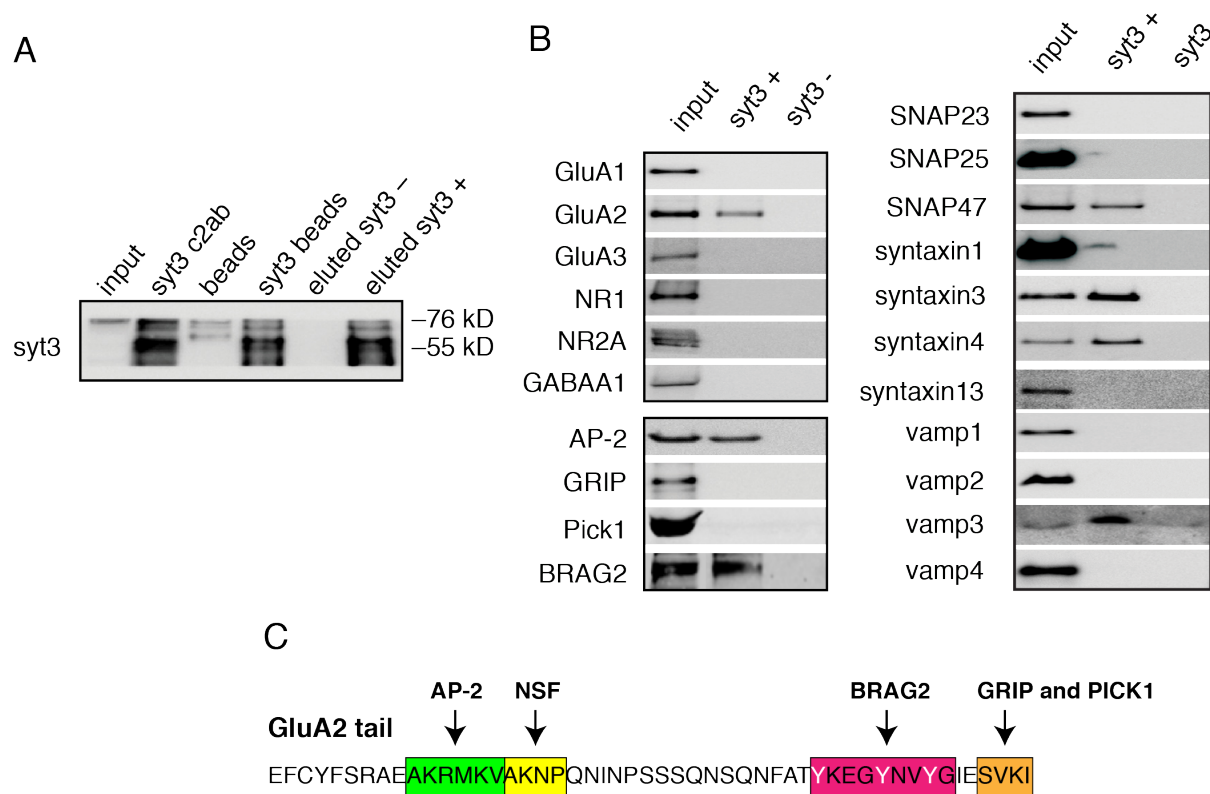 A
input
syt3 c2ab
beads
syt3 beads
eluted syt3 –
eluted syt3 +
syt3
–76 kD
–55 kD
B
input
syt3 +
syt3 -
GluA1
GluA2
GluA3
NR1
NR2A
GABAA1
AP-2
GRIP
Pick1
BRAG2
input
syt3 +
syt3
SNAP23
SNAP25
SNAP47
syntaxin1
syntaxin3
syntaxin4
syntaxin13
vamp1
vamp2
vamp3
vamp4
C
AP-2 NSF BRAG2 GRIP and PICK1
GluA2 tail
EFCYFSRAEAKRMKVAKNPQNINPSSSQNSQNFATYKEGYNVYGIESVKI